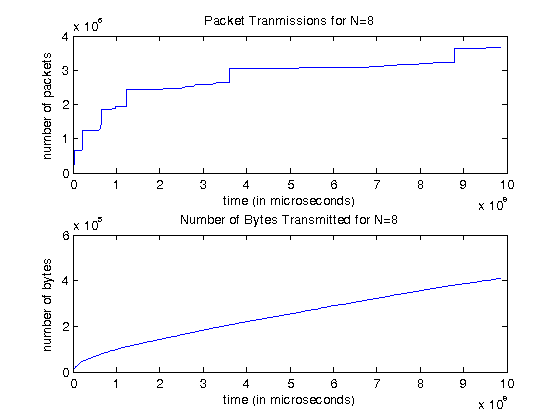 Packet Tranmissions for N=8
x 10^6
number of packets
4
3
2
1
0
0 1 2 3 4 5 6 7 8 9 10
time (in microseconds)
x 10^9
Number of Bytes Transmitted for N=8
x 10^5
number of bytes
6
4
2
0
0 1 2 3 4 5 6 7 8 9 10
time (in microseconds)
x 10^9